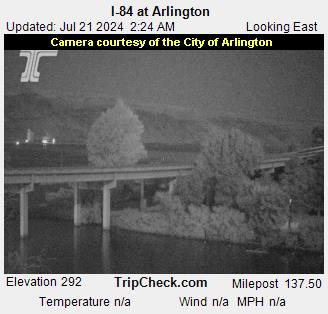 I-84 at Arlington
Updated: Jul 21 2024 2:24 AM Looking East
Camera courtesy of the City of Arlington
Elevation 292 TripCheck.com Milepost 137.50
Temperature n/a Wind n/a MPH n/a